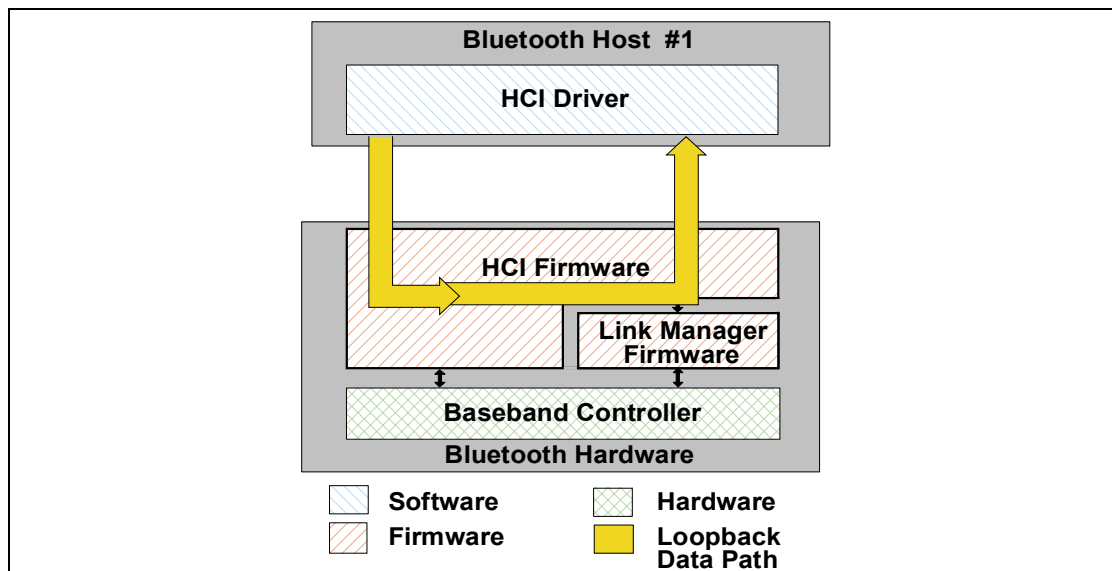 Bluetooth Host #1
HCI Driver
HCI Firmware
Link Manager
Firmware
Baseband Controller
Bluetooth Hardware
Software
Hardware
Firmware
Loopback
Data Path